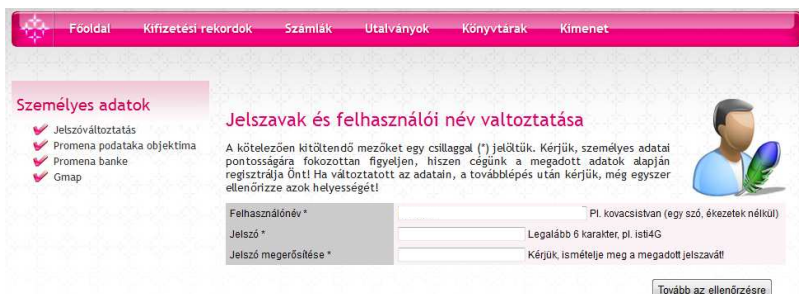 Főoldal Kifizetési rekordok Számlák Utalványok Könyvtárak Kimenet
Személyes adatok
Jelszóváltoztatás
Promena podataka objektima
Promena banke
Gmap
Jelszavak és felhasználói név valtoztatása
A kötelezően kitöltendő mezőket egy csillaggal (*) jelöltük. Kérjük, személyes adatai
pontosságára fokozottan figyeljen, hiszen cégünk a megadott adatok alapján
regisztrálja Önt! Ha változtatott az adatain, a továbblépés után kérjük, még egyszer
ellenőrizze azok helyességét!
Felhasználónév * Pl. kovacsistvan (egy szó, ékezetek nélkül)
Jelszó * Legalább 6 karakter, pl. isti4G
Jelszó megerősítése * Kérjük, ismételje meg a megadott jelszavát!
Tovább az ellenőrzésre